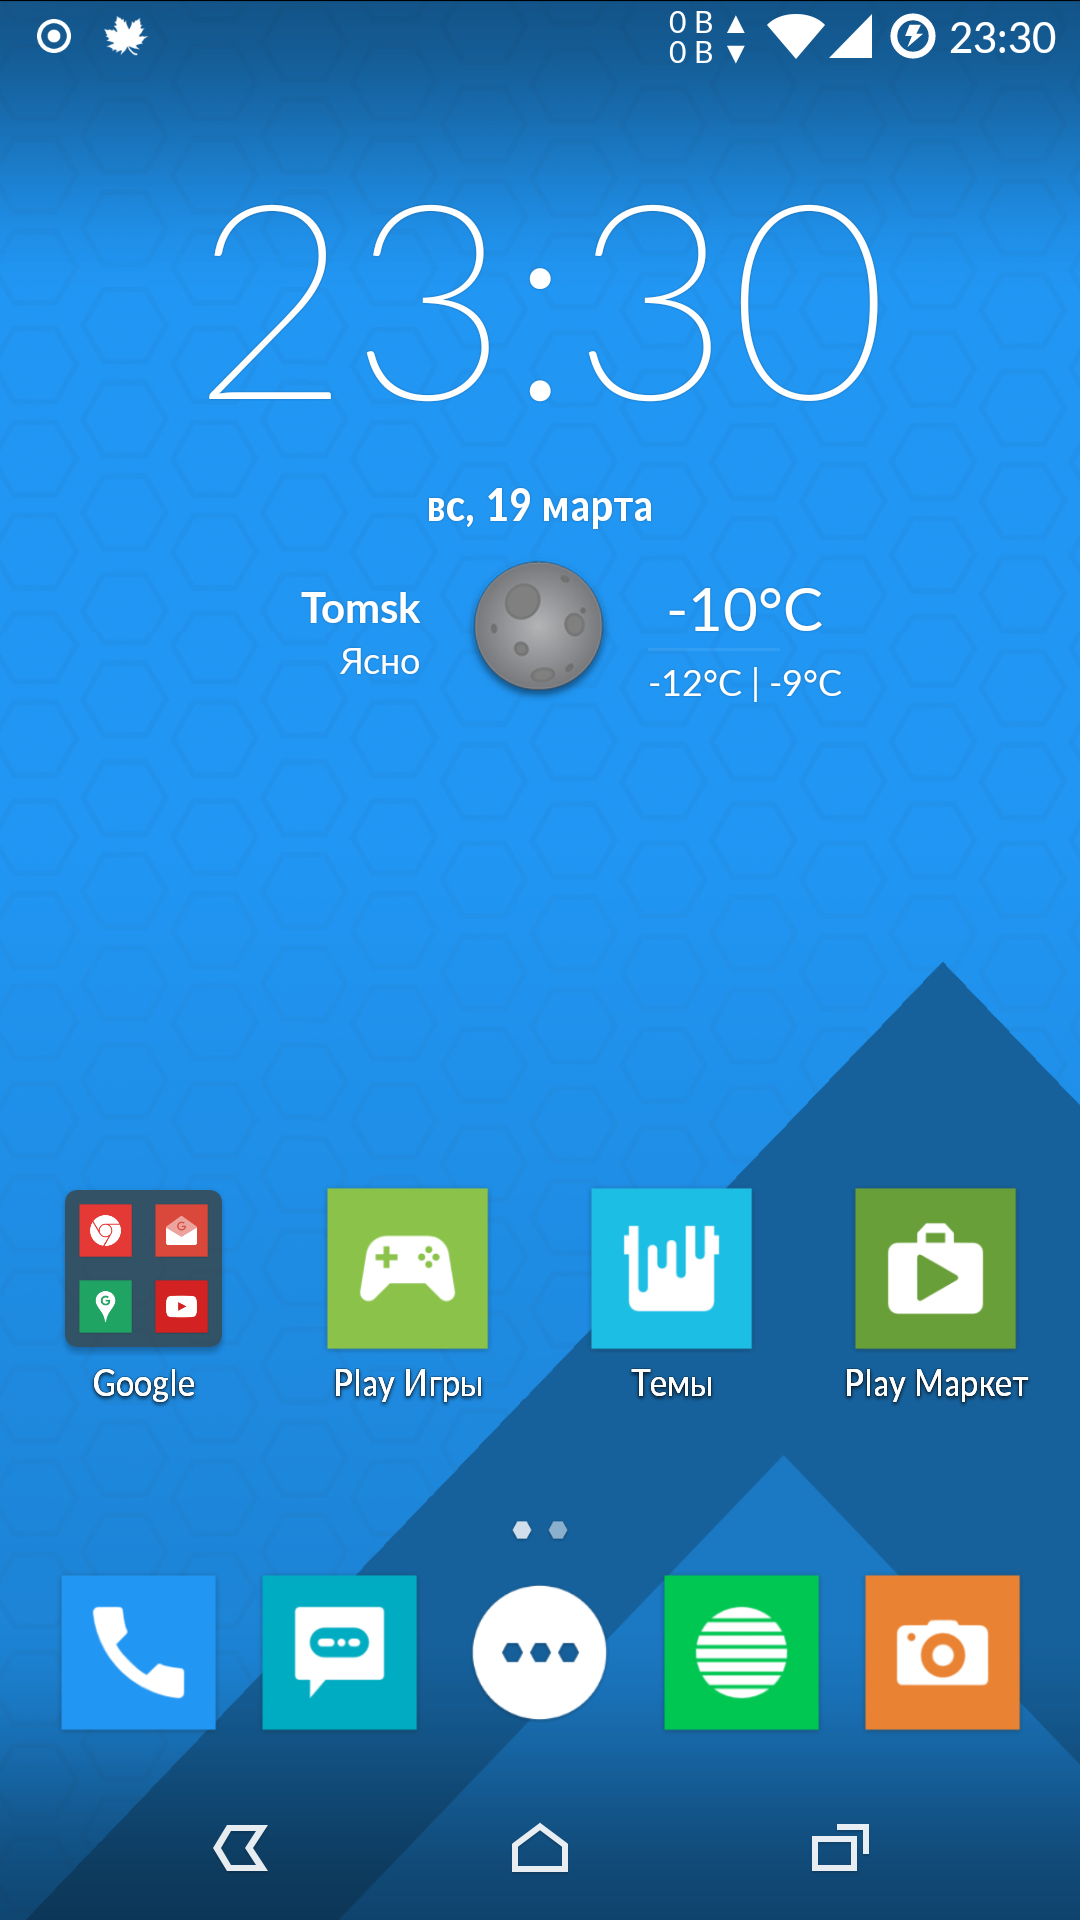 0 B ▲
0 B ▼
23:30
23:30
вс, 19 марта
Tomsk
Ясно
-10°C
-12°C | -9°C
Google
Play Игры
Темы
Play Маркет